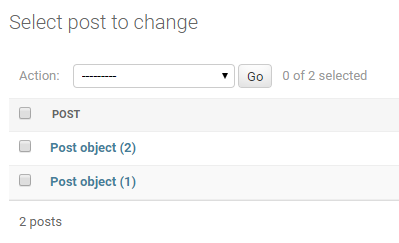 Select post to change
Action: --------- Go 0 of 2 selected
POST
Post object (2)
Post object (1)
2 posts